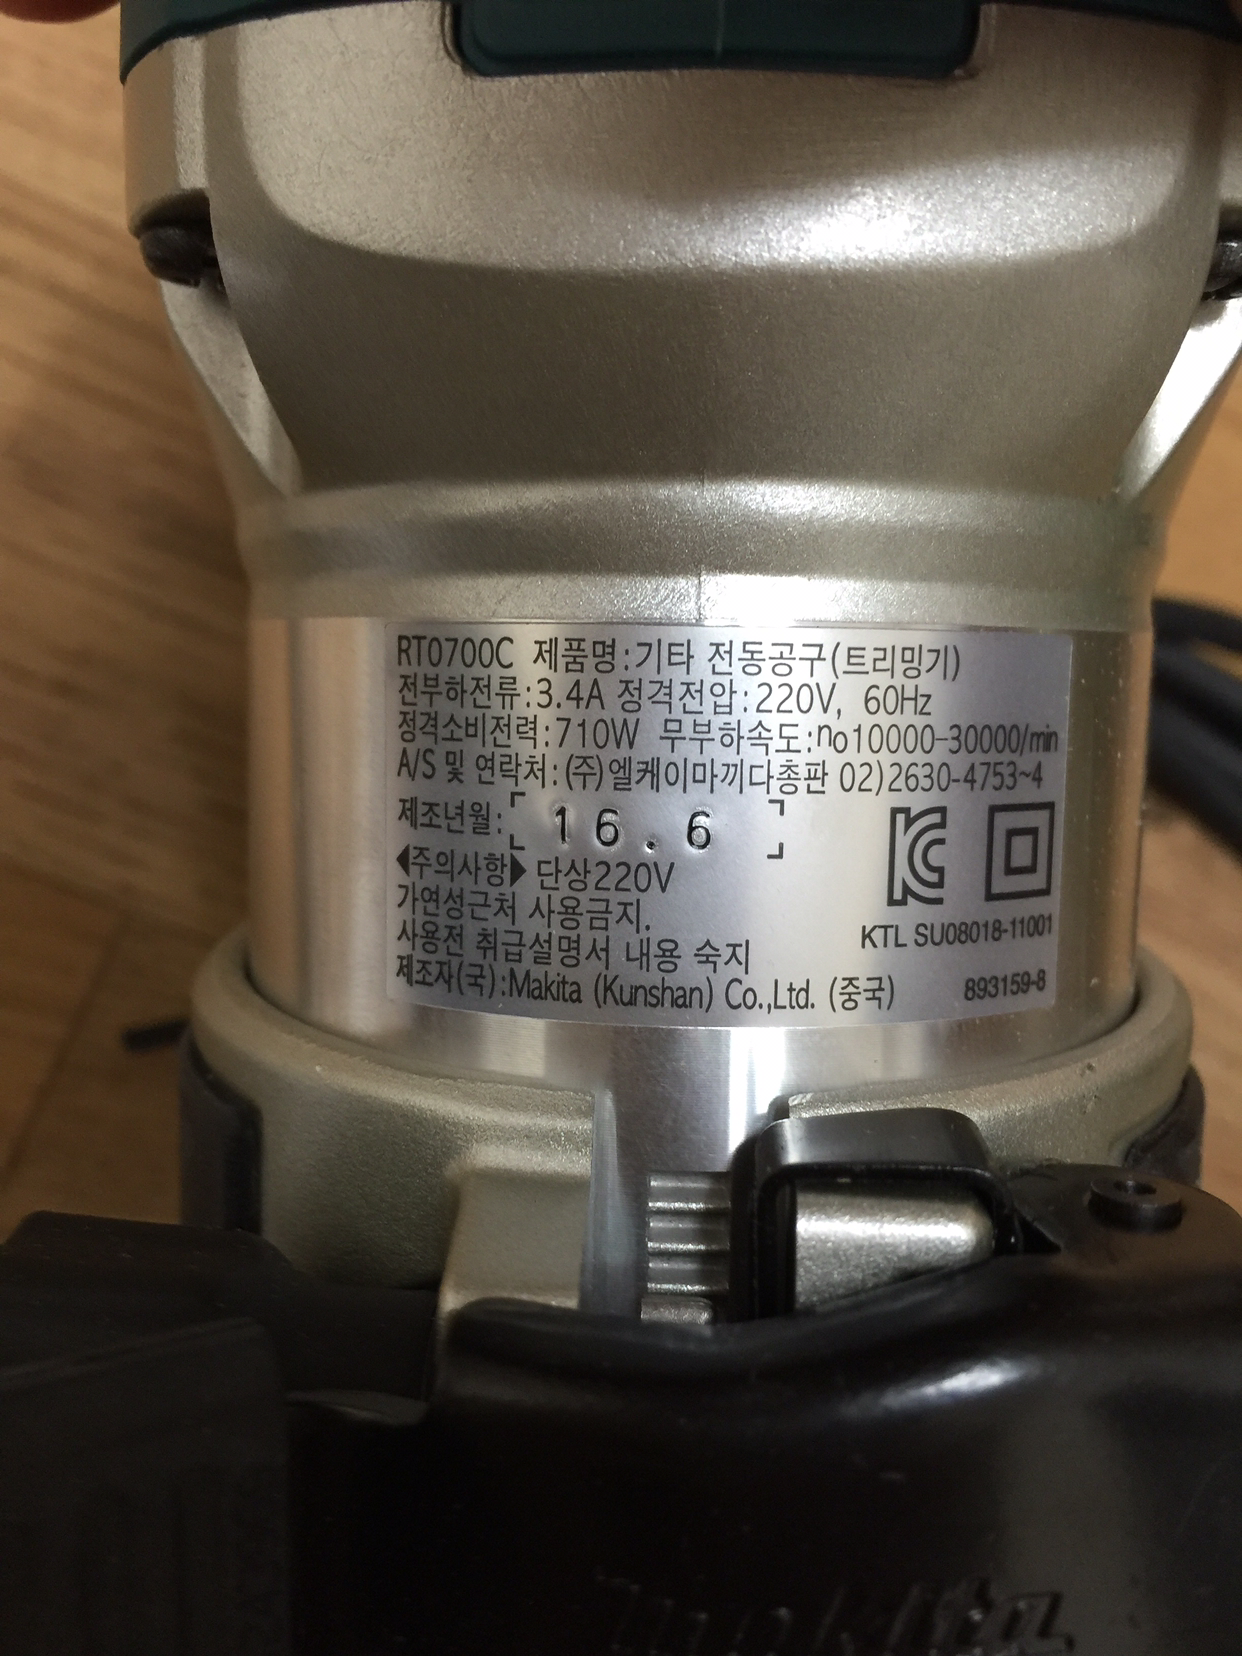 RT0700C 제품명:기타 전동공구(트리밍기)
전부하전류:3.4A 정격전압:220V, 60Hz
정격소비전력:710W 무부하속도:no10000-30000/min
A/S 및 연락처:(주)엘케이마끼다총판 02)2630-4753~4
제조년월: 16.6
◀주의사항▶ 단상220V
가연성근처 사용금지.
사용전 취급설명서 내용 숙지
KTL SU08018-11001
제조자(국):Makita (Kunshan) Co.,Ltd. (중국)
893159-8
makita